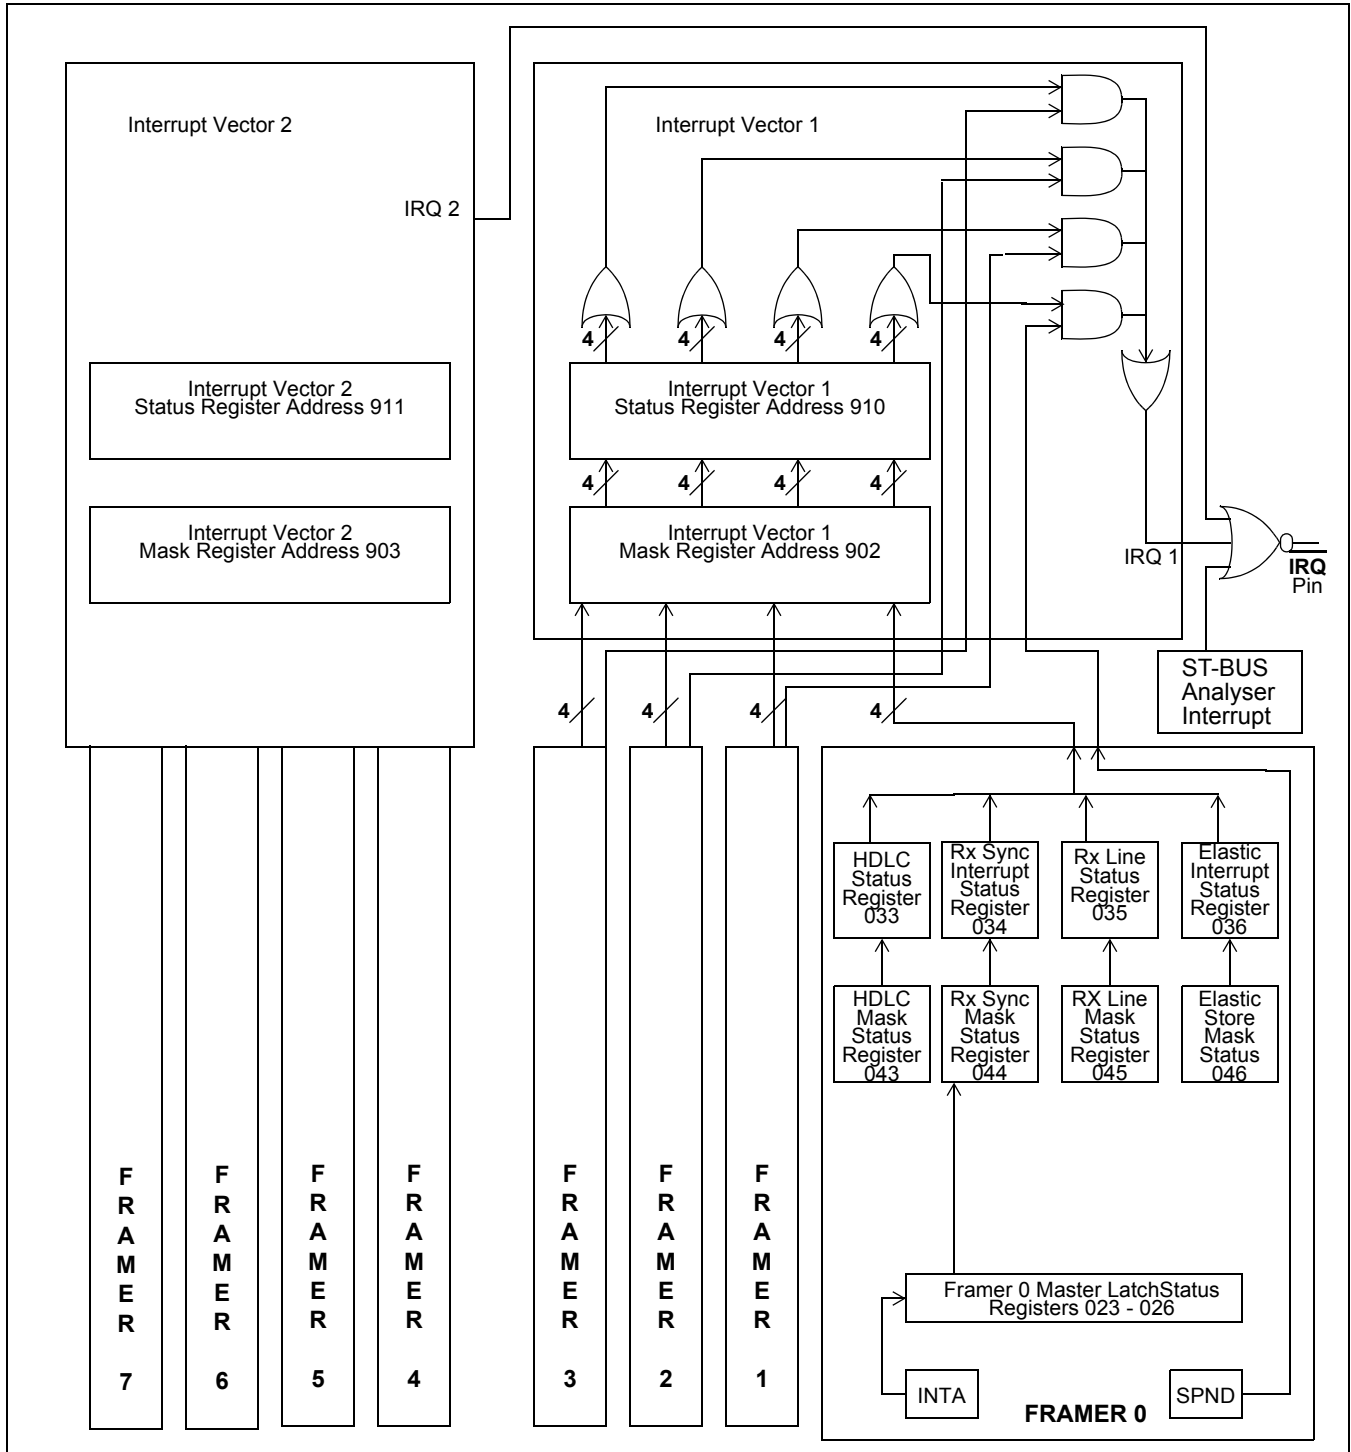 Interrupt Vector 2
IRQ 2
Interrupt Vector 2
Status Register Address 911
Interrupt Vector 2
Mask Register Address 903
Interrupt Vector 1
4
4
4
4
Interrupt Vector 1
Status Register Address 910
4
4
4
4
Interrupt Vector 1
Mask Register Address 902
IRQ 1
IRQ
Pin
ST-BUS
Analyser
Interrupt
4
4
4
4
HDLC
Status
Register
033
Rx Sync
Interrupt
Status
Register
034
Rx Line
Status
Register
035
Elastic
Interrupt
Status
Register
036
HDLC
Mask
Status
Register
043
Rx Sync
Mask
Status
Register
044
RX Line
Mask
Status
Register
045
Elastic
Store
Mask
Status
046
Framer 0 Master LatchStatus
Registers 023 - 026
INTA
SPND
FRAMER 0
FRAMER 7
FRAMER 6
FRAMER 5
FRAMER 4
FRAMER 3
FRAMER 2
FRAMER 1